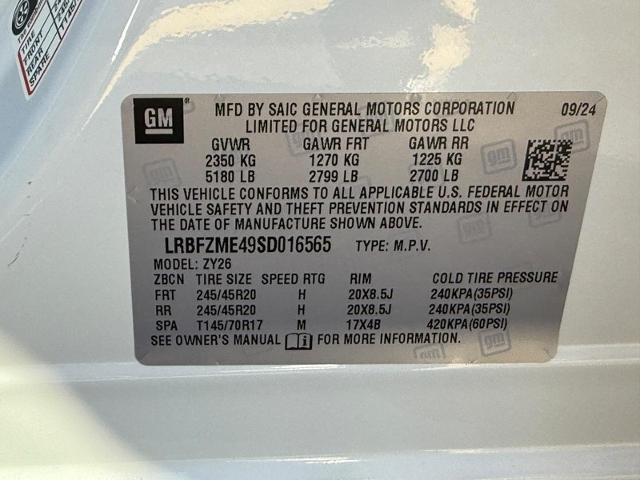 TIRE
FRONT
REAR
SPARE
GM
MFD BY SAIC GENERAL MOTORS CORPORATION 09/24
LIMITED FOR GENERAL MOTORS LLC
GVWR GAWR FRT GAWR RR
2350 KG 1270 KG 1225 KG
5180 LB 2799 LB 2700 LB
THIS VEHICLE CONFORMS TO ALL APPLICABLE U.S. FEDERAL MOTOR
VEHICLE SAFETY AND THEFT PREVENTION STANDARDS IN EFFECT ON
THE DATE OF MANUFACTURE SHOWN ABOVE.
LRBFZME49SD016565 TYPE: M.P.V.
MODEL: ZY26
ZBCN TIRE SIZE SPEED RTG RIM COLD TIRE PRESSURE
FRT 245/45R20 H 20X8.5J 240KPA(35PSI)
RR 245/45R20 H 20X8.5J 240KPA(35PSI)
SPA T145/70R17 M 17X4B 420KPA(60PSI)
SEE OWNER'S MANUAL FOR MORE INFORMATION.